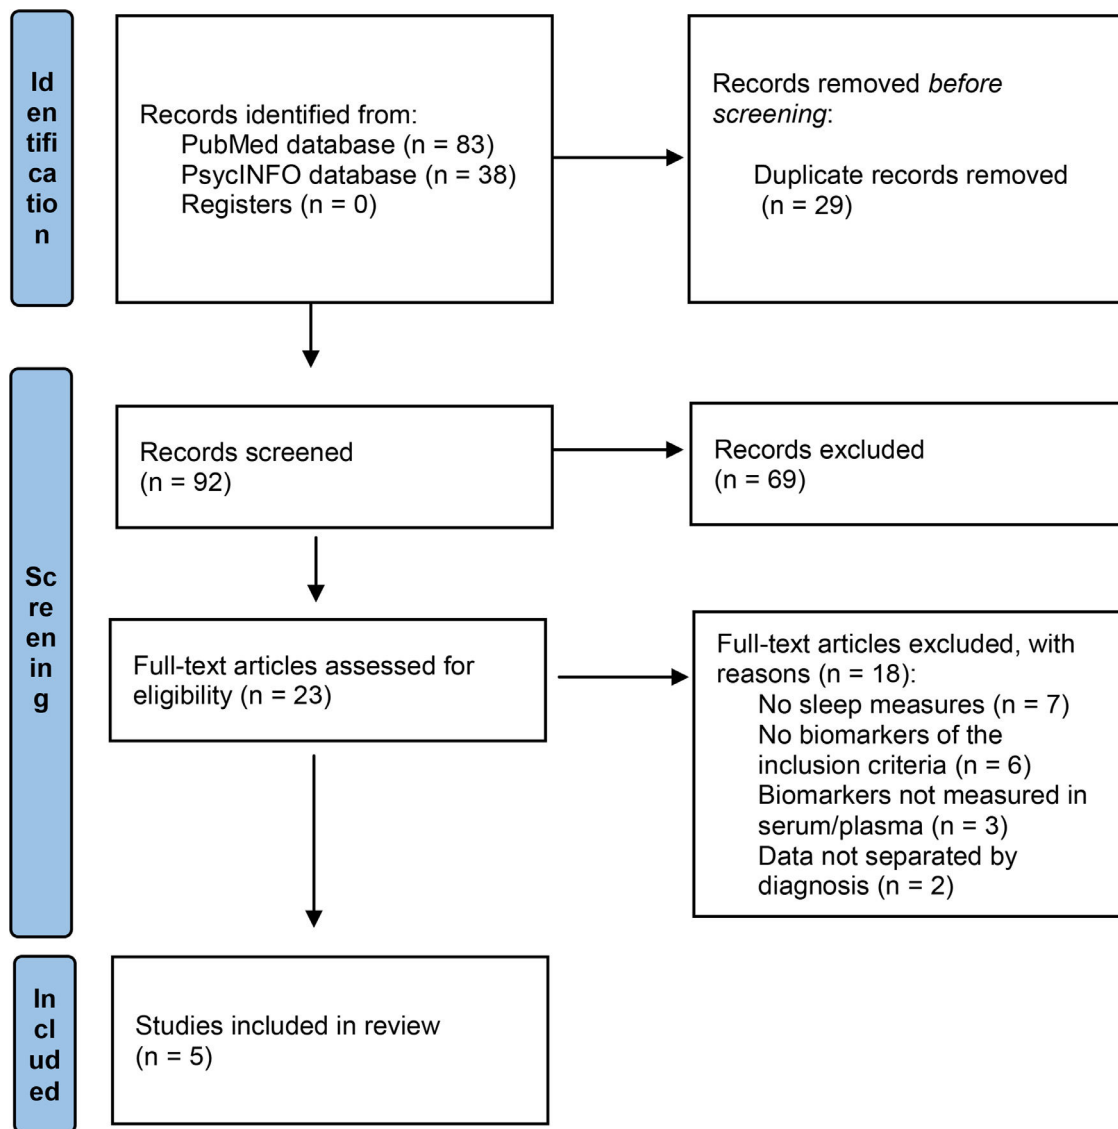 Id
en
tifi
ca
tio
n
Records identified from:
PubMed database (n = 83)
PsycINFO database (n = 38)
Registers (n = 0)
Records removed before
screening:
Duplicate records removed
(n = 29)
Sc
re
en
in
g
Records screened
(n = 92)
Records excluded
(n = 69)
Full-text articles assessed for
eligibility (n = 23)
Full-text articles excluded, with
reasons (n = 18):
No sleep measures (n = 7)
No biomarkers of the
inclusion criteria (n = 6)
Biomarkers not measured in
serum/plasma (n = 3)
Data not separated by
diagnosis (n = 2)
In
cl
ud
ed
Studies included in review
(n = 5)